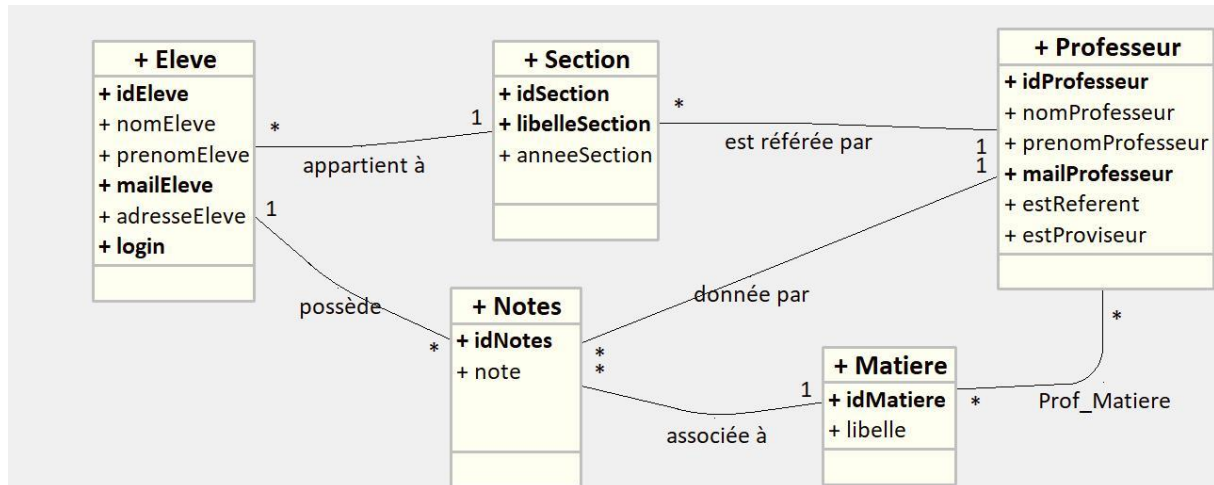 + Eleve
+ idEleve
+ nomEleve
+ prenomEleve
+ mailEleve
+ adresseEleve
+ login
*
appartient à
1
+ Section
+ idSection
+ libelleSection
+ anneeSection
*
est référée par
1
+ Professeur
+ idProfesseur
+ nomProfesseur
+ prenomProfesseur
+ mailProfesseur
+ estReferent
+ estProviseur
1
possède
*
+ Notes
+ idNotes
+ note
*
donnée par
1
*
associée à
1
+ Matiere
+ idMatiere
+ libelle
*
Prof_Matiere
*